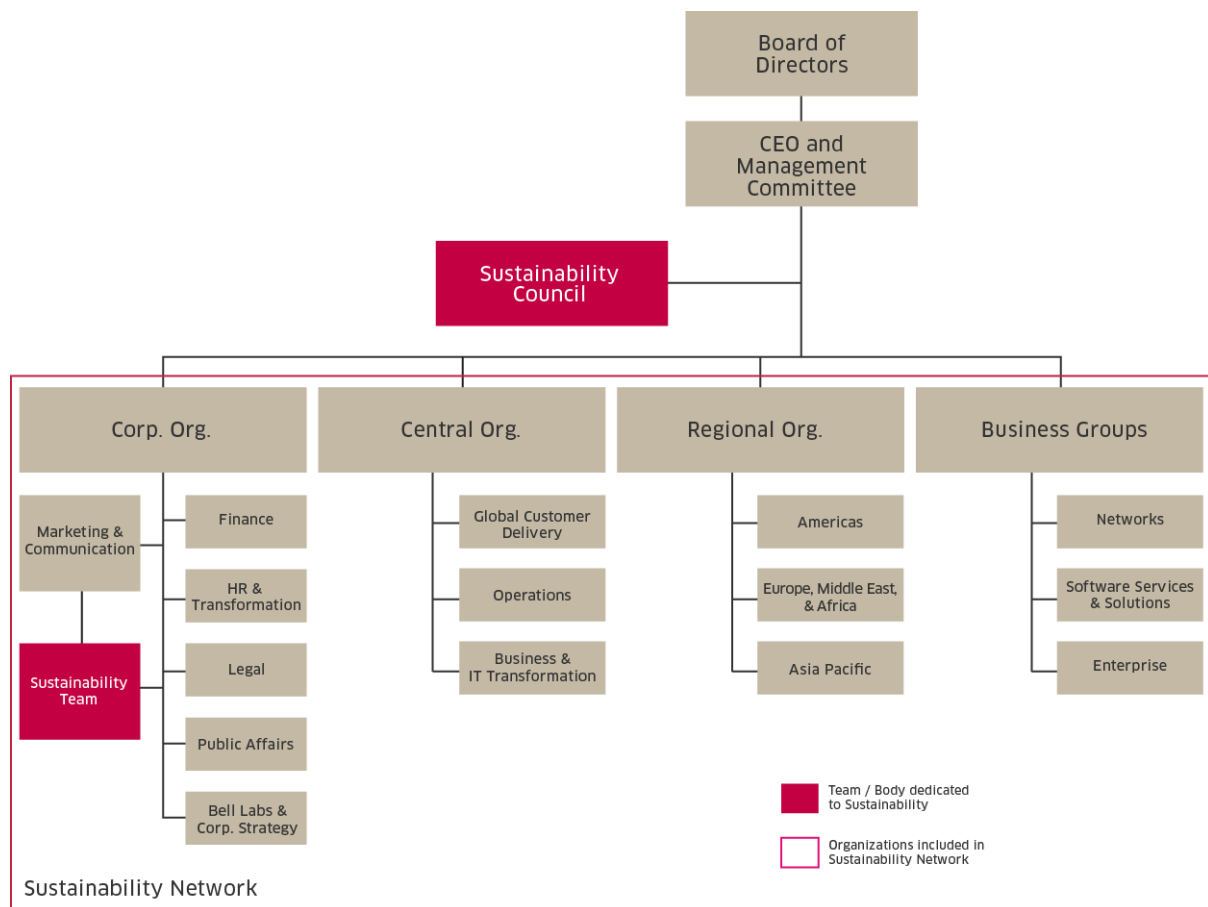 Board of
Directors
CEO and
Management
Committee
Sustainability
Council
Corp. Org.
Central Org.
Regional Org.
Business Groups
Marketing &
Communication
Sustainability
Team
Finance
HR &
Transformation
Legal
Public Affairs
Bell Labs &
Corp. Strategy
Global Customer
Delivery
Operations
Business &
IT Transformation
Americas
Europe, Middle East,
& Africa
Asia Pacific
Networks
Software Services
& Solutions
Enterprise
Team / Body dedicated
to Sustainability
Organizations included in
Sustainability Network
Sustainability Network